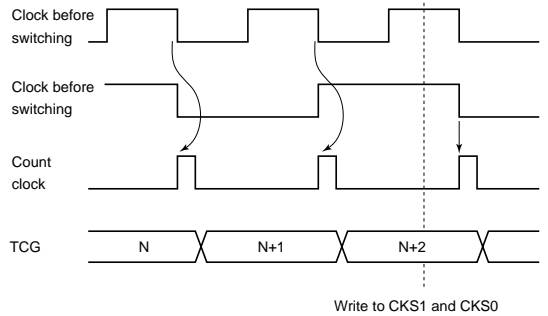 Clock before
switching
Clock before
switching
Count
clock
TCG
N
N+1
N+2
Write to CKS1 and CKS0